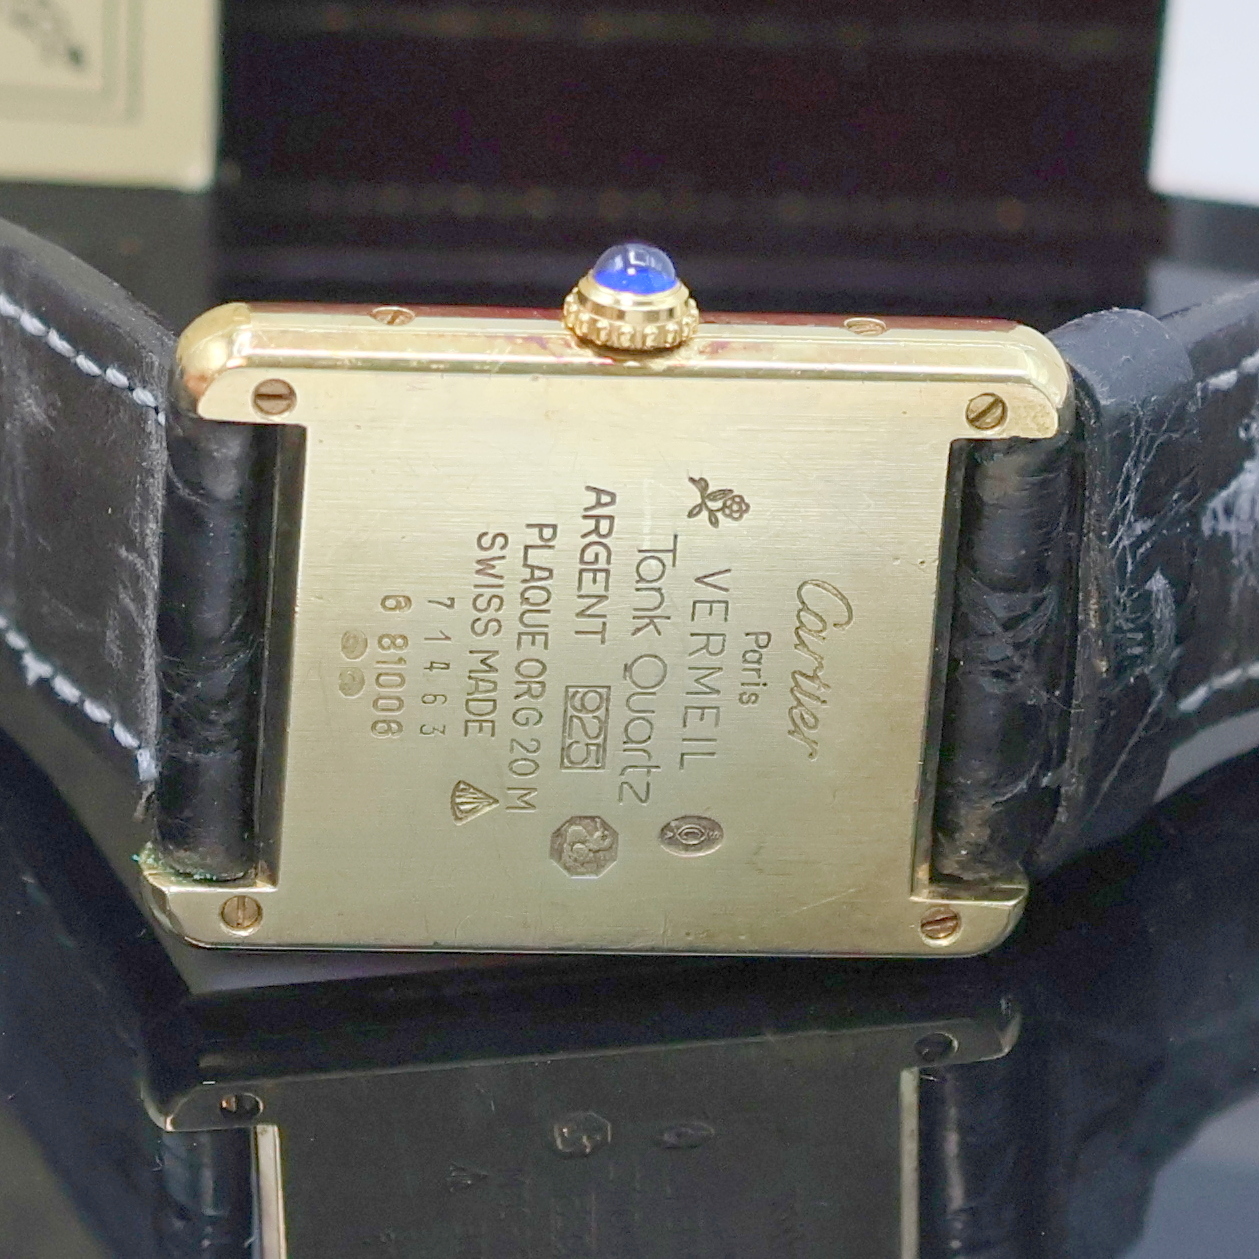 Cartier
Paris
VERMEIL
Tank Quartz
ARGENT 925
PLAQUE OR G 20 M
SWISS MADE
7 1 4 6 3
6 81006